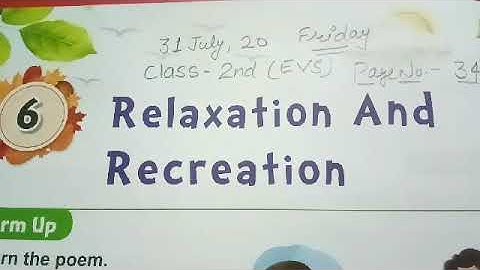 31 July, 20 Friday
Class - 2nd (EVS) Page No. - 34
6
Relaxation And
Recreation
rm Up
rn the poem.